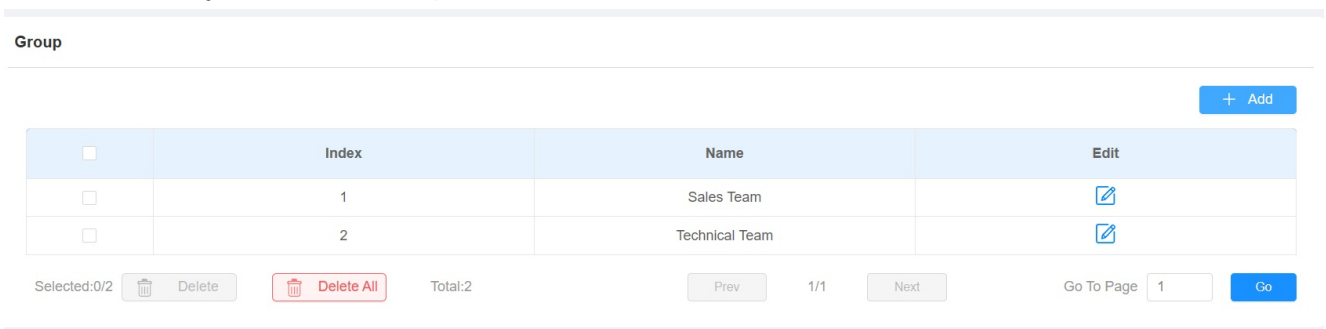 Group
+ Add
Index Name Edit
1 Sales Team
2 Technical Team
Selected:0/2 Delete Delete All Total:2 Prev 1/1 Next Go To Page 1 Go